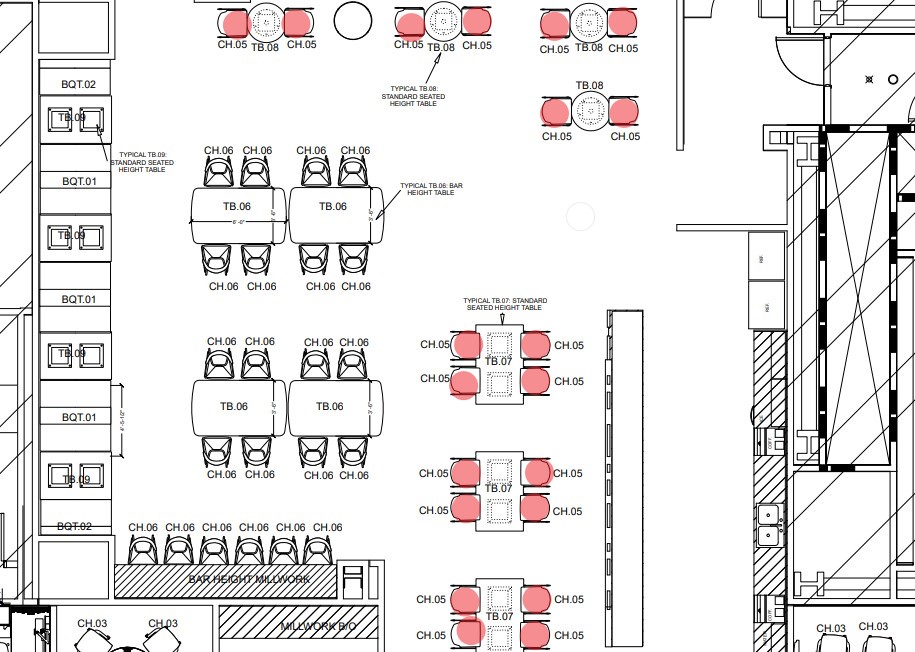 CH.05 TB.08 CH.05
CH.05 TB.08 CH.05
CH.05 TB.08 CH.05
TB.08
CH.05 CH.05
TYPICAL TB.08:
STANDARD SEATED
HEIGHT TABLE
BQT.02
TB.09
TYPICAL TB.09:
STANDARD SEATED
HEIGHT TABLE
BQT.01
TB.09
BQT.01
TB.09
BQT.01
4'-5-1/2"
TB.09
BQT.02
CH.06 CH.06 CH.06 CH.06
TYPICAL TB.06: BAR
HEIGHT TABLE
TB.06 TB.06
CH.06 CH.06 CH.06 CH.06
CH.06 CH.06 CH.06 CH.06
TB.06 TB.06
CH.06 CH.06 CH.06 CH.06
TYPICAL TB.07: STANDARD
SEATED HEIGHT TABLE
CH.05 CH.05
TB.07
CH.05 CH.05
CH.05 CH.05
TB.07
CH.05 CH.05
CH.05 CH.05
TB.07
CH.05 CH.05
REF.
REF.
CH.06 CH.06 CH.06 CH.06 CH.06 CH.06
BAR HEIGHT MILLWORK
MILLWORK B/O
CH.03 CH.03
CH.03 CH.03